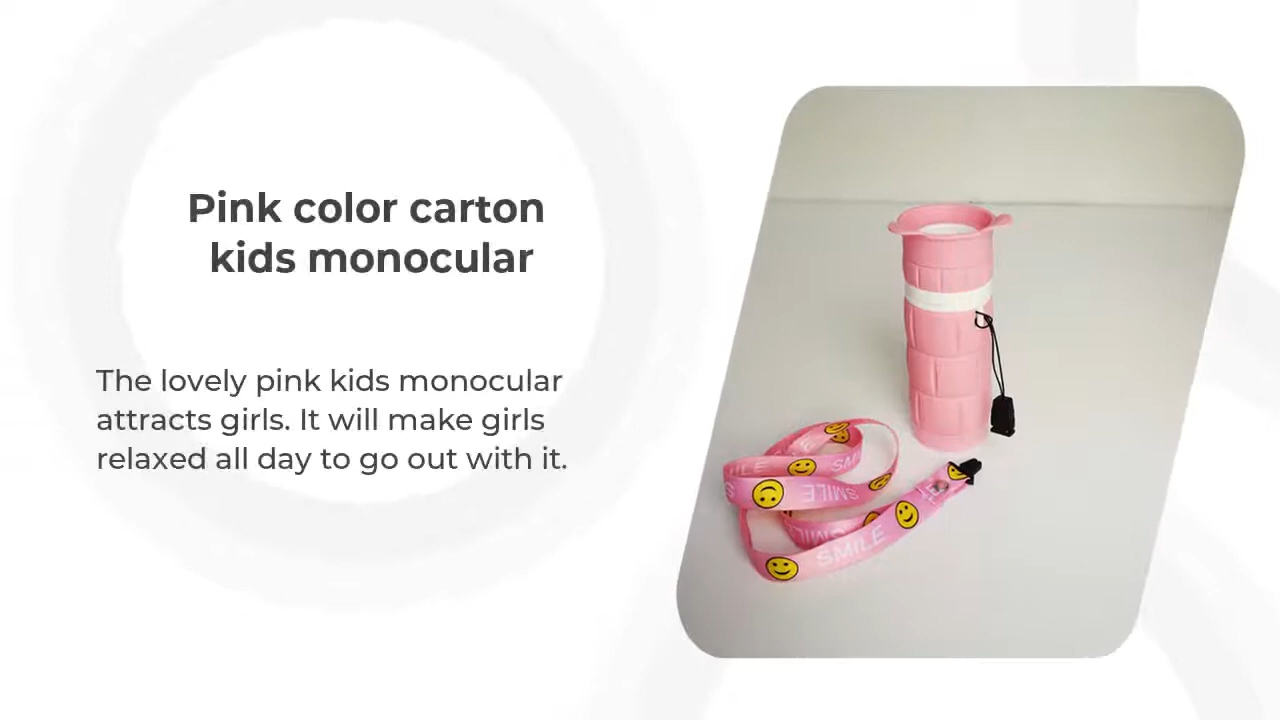 Pink color carton
kids monocular
The lovely pink kids monocular
attracts girls. It will make girls
relaxed all day to go out with it.
SMILE
SMILE
SMILE
SMILE